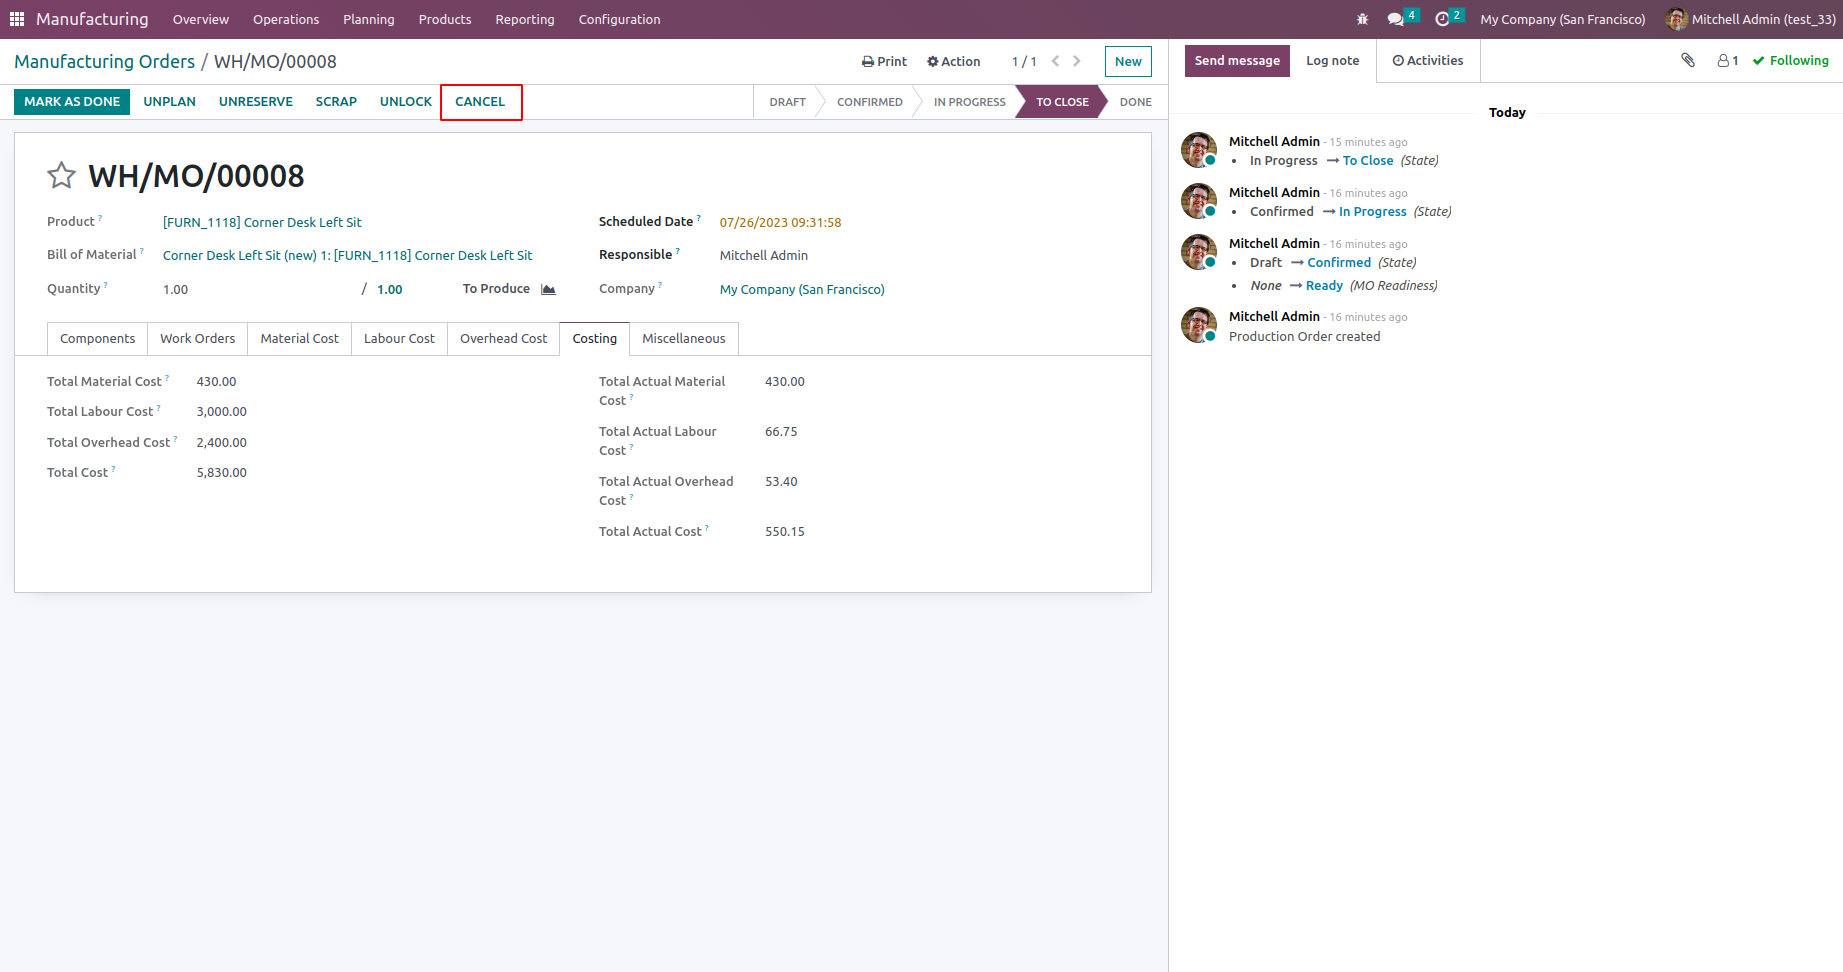 Manufacturing Overview Operations Planning Products Reporting Configuration 4 2 My Company (San Francisco) Mitchell Admin (test_33)
Manufacturing Orders / WH/MO/00008 Print Action 1 / 1 New
MARK AS DONE UNPLAN UNRESERVE SCRAP UNLOCK CANCEL DRAFT CONFIRMED IN PROGRESS TO CLOSE DONE
WH/MO/00008
Product ? [FURN_1118] Corner Desk Left Sit
Bill of Material ? Corner Desk Left Sit (new) 1: [FURN_1118] Corner Desk Left Sit
Quantity ? 1.00 / 1.00 To Produce
Scheduled Date ? 07/26/2023 09:31:58
Responsible ? Mitchell Admin
Company ? My Company (San Francisco)
Components Work Orders Material Cost Labour Cost Overhead Cost Costing Miscellaneous
Total Material Cost ? 430.00
Total Labour Cost ? 3,000.00
Total Overhead Cost ? 2,400.00
Total Cost ? 5,830.00
Total Actual Material 430.00
Cost ?
Total Actual Labour 66.75
Cost ?
Total Actual Overhead 53.40
Cost ?
Total Actual Cost ? 550.15
Send message Log note Activities 1 Following
Today
Mitchell Admin - 15 minutes ago
• In Progress → To Close (State)
Mitchell Admin - 16 minutes ago
• Confirmed → In Progress (State)
Mitchell Admin - 16 minutes ago
• Draft → Confirmed (State)
• None → Ready (MO Readiness)
Mitchell Admin - 16 minutes ago
Production Order created